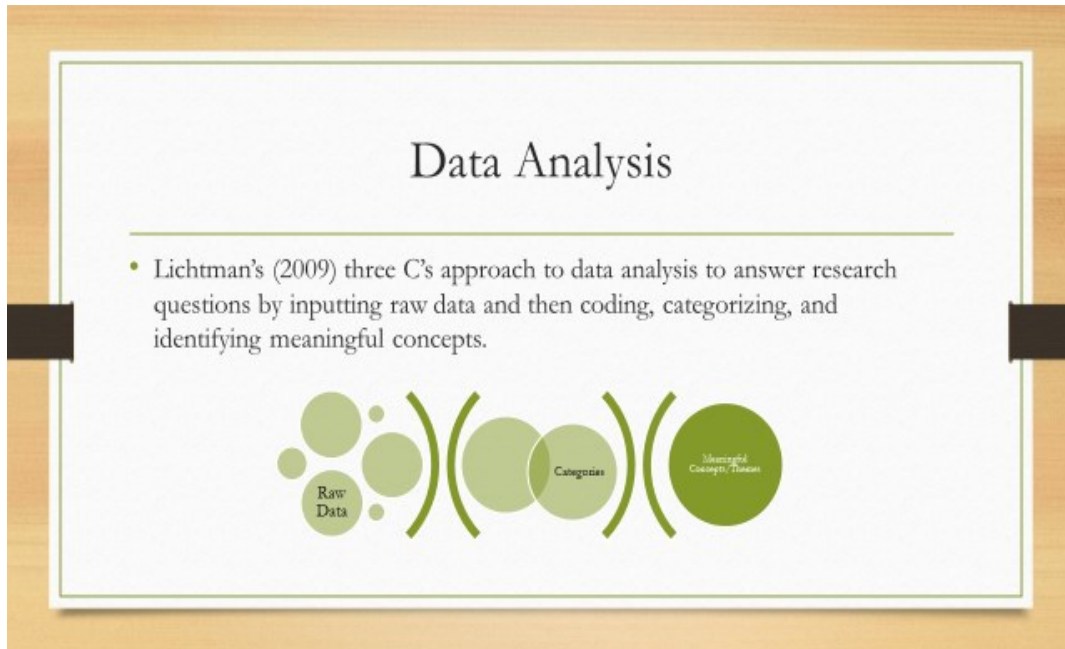 Data Analysis
• Lichtman’s (2009) three C’s approach to data analysis to answer research
questions by inputting raw data and then coding, categorizing, and
identifying meaningful concepts.
Raw
Data
Categories
Meaningful
Concepts/Themes